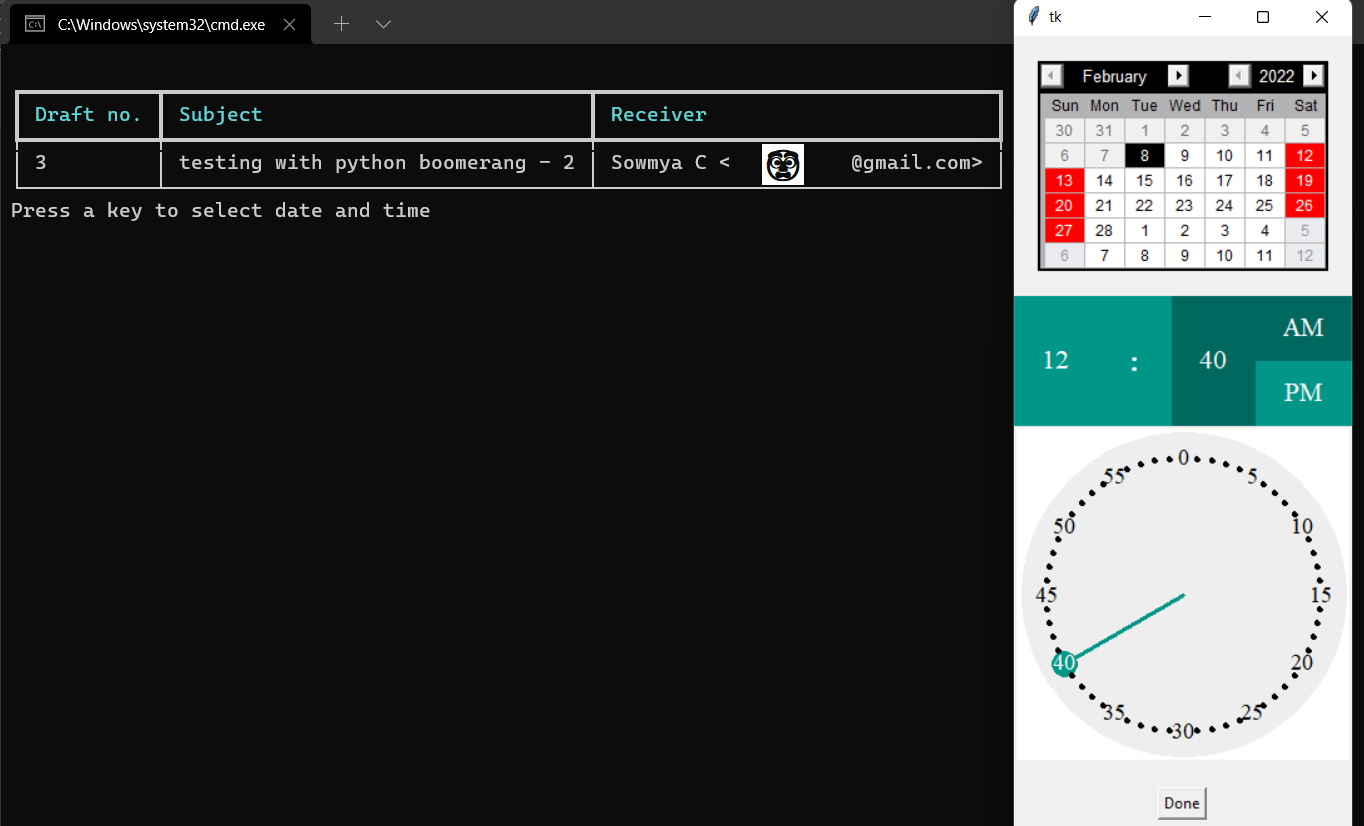 C:\Windows\system32\cmd.exe
Draft no. Subject Receiver
3 testing with python boomerang - 2 Sowmya C < @gmail.com>
Press a key to select date and time
tk
February 2022
Sun Mon Tue Wed Thu Fri Sat
30 31 1 2 3 4 5
6 7 8 9 10 11 12
13 14 15 16 17 18 19
20 21 22 23 24 25 26
27 28 1 2 3 4 5
6 7 8 9 10 11 12
12 : 40
AM
PM
0
5
10
15
20
25
30
35
40
45
50
55
Done